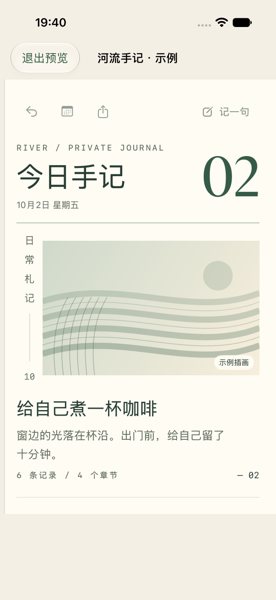 19:40
退出预览
河流手记 · 示例
记一句
RIVER / PRIVATE JOURNAL
今日手记
02
10月2日 星期五
日常札记
10
示例插画
给自己煮一杯咖啡
窗边的光落在杯沿。出门前，给自己留了
十分钟。
6 条记录 / 4 个章节
— 02